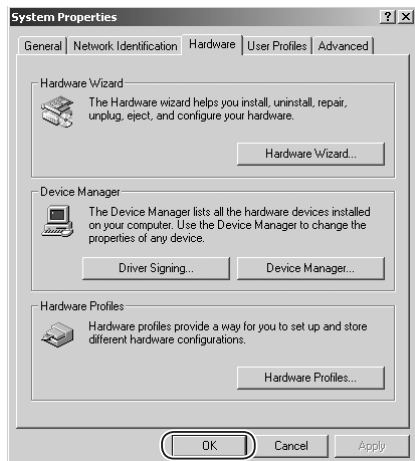 System Properties
General Network Identification Hardware User Profiles Advanced
Hardware Wizard
The Hardware wizard helps you install, uninstall, repair,
unplug, eject, and configure your hardware.
Hardware Wizard...
Device Manager
The Device Manager lists all the hardware devices installed
on your computer. Use the Device Manager to change the
properties of any device.
Driver Signing... Device Manager...
Hardware Profiles
Hardware profiles provide a way for you to set up and store
different hardware configurations.
Hardware Profiles...
OK Cancel Apply